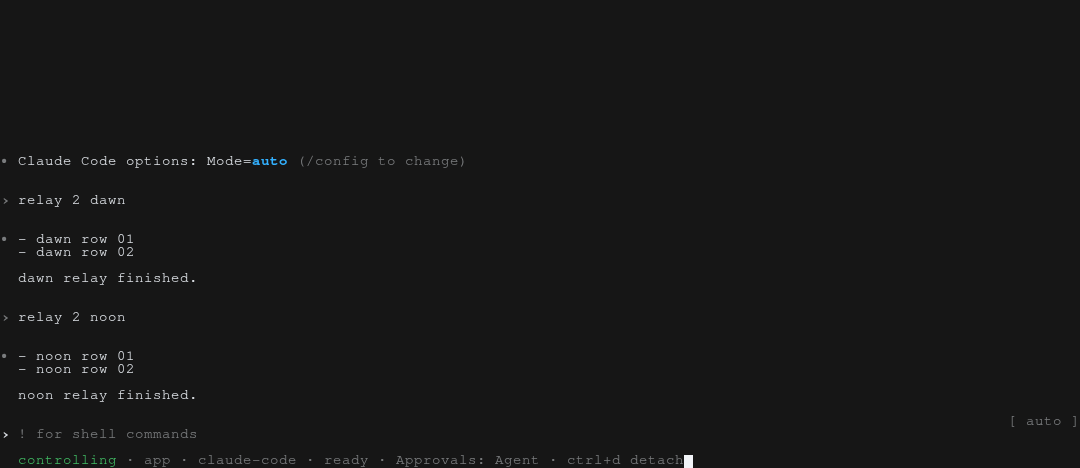 • Claude Code options: Mode=auto (/config to change)
› relay 2 dawn
• - dawn row 01
- dawn row 02
dawn relay finished.
› relay 2 noon
• - noon row 01
- noon row 02
noon relay finished.
[ auto ]
› ! for shell commands
controlling · app · claude-code · ready · Approvals: Agent · ctrl+d detach